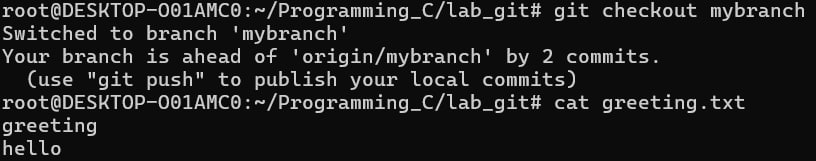 root@DESKTOP-O01AMC0:~/Programming_C/lab_git# git checkout mybranch
Switched to branch 'mybranch'
Your branch is ahead of 'origin/mybranch' by 2 commits.
  (use "git push" to publish your local commits)
root@DESKTOP-O01AMC0:~/Programming_C/lab_git# cat greeting.txt
greeting
hello